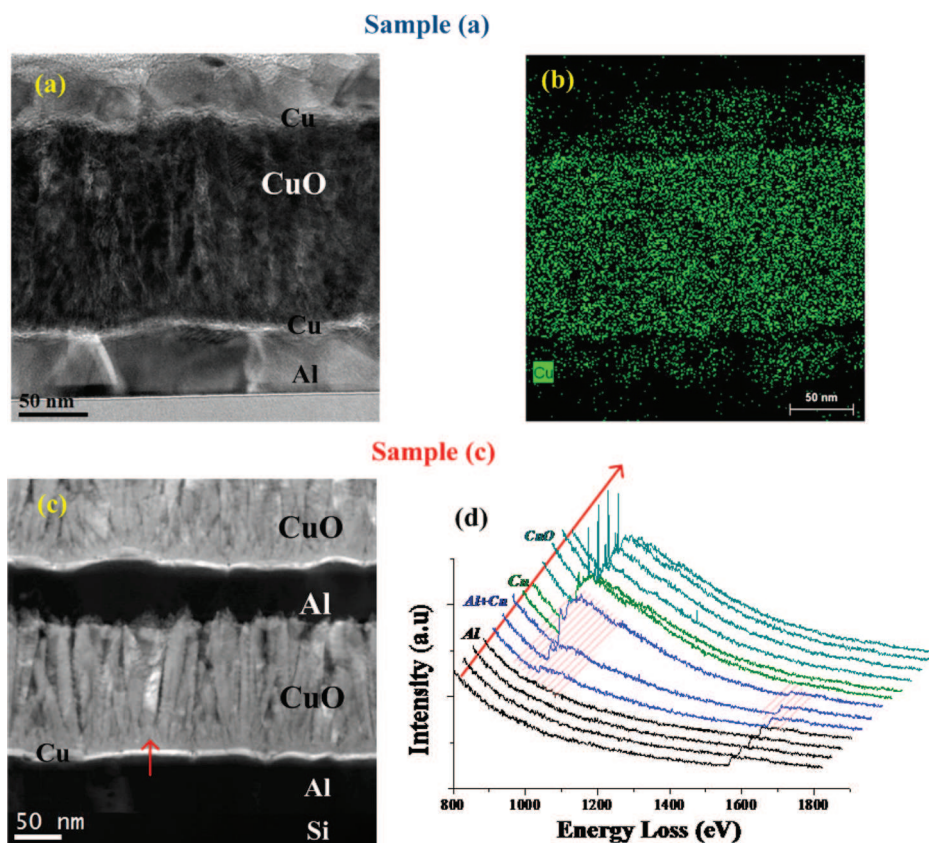 Sample (a)
(a)
Cu
CuO
Cu
Al
50 nm
(b)
Cu
50 nm
Sample (c)
(c)
CuO
Al
CuO
Cu
Al
Si
50 nm
(d)
CuO
Cu
Al+Cu
Al
Intensity (a.u)
800 1000 1200 1400 1600 1800
Energy Loss (eV)